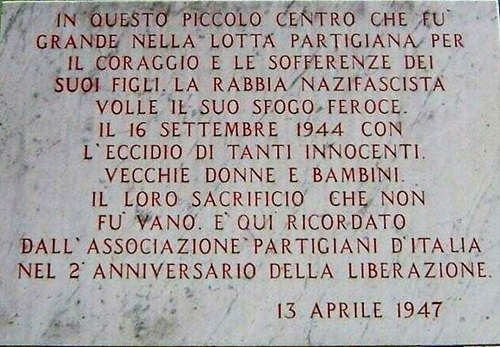 IN QUESTO PICCOLO CENTRO CHE FU'
GRANDE NELLA LOTTA PARTIGIANA PER
IL CORAGGIO E LE SOFFERENZE DEI
SUOI FIGLI. LA RABBIA NAZIFASCISTA
VOLLE IL SUO SFOGO FEROCE.
IL 16 SETTEMBRE 1944 CON
L'ECCIDIO DI TANTI INNOCENTI.
VECCHIE DONNE E BAMBINI.
IL LORO SACRIFICIO CHE NON
FU' VANO. E' QUI RICORDATO
DALL'ASSOCIAZIONE PARTIGIANI D'ITALIA
NEL 2° ANNIVERSARIO DELLA LIBERAZIONE.
13 APRILE 1947